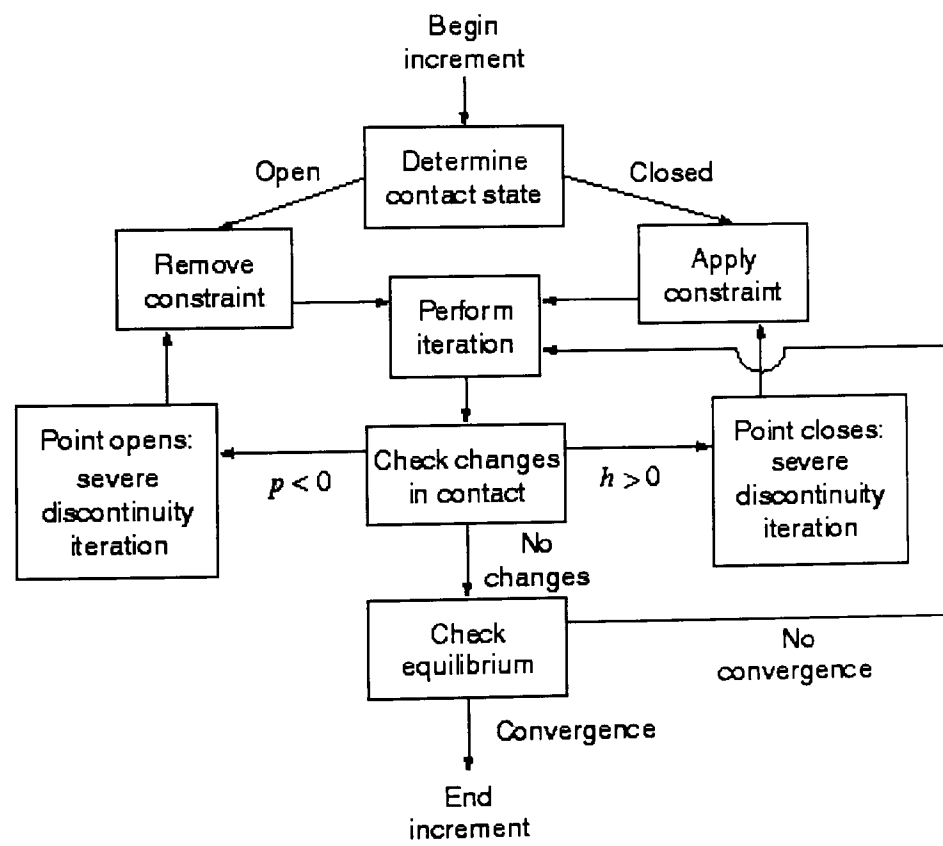 Begin
increment
Determine
contact state
Open
Closed
Remove
constraint
Apply
constraint
Perform
iteration
Point opens:
severe
discontinuity
iteration
p < 0
Check changes
in contact
h > 0
Point closes:
severe
discontinuity
iteration
No
changes
Check
equilibrium
No
convergence
Convergence
End
increment